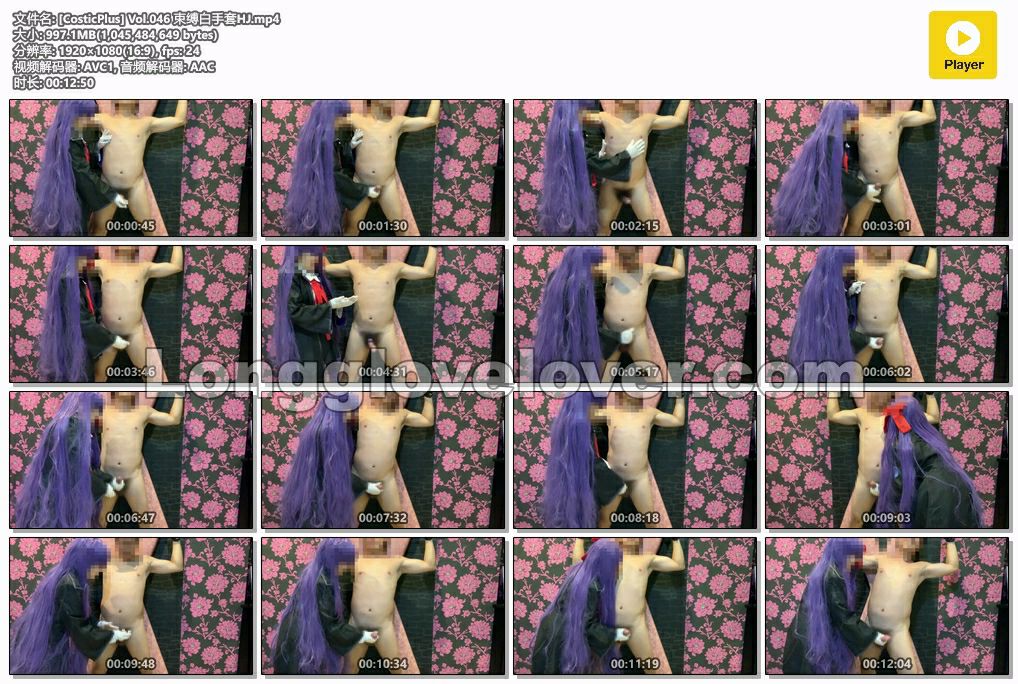 文件名: [CosticPlus] Vol.046 束缚白手套HJ.mp4
大小: 997.1MB(1,045,484,649 bytes)
分辨率: 1920×1080(16:9), fps: 24
视频解码器: AVC1, 音频解码器: AAC
时长: 00:12:50
Player
00:00:45
00:01:30
00:02:15
00:03:01
00:03:46
00:04:31
00:05:17
00:06:02
Longglovelover.com
00:06:47
00:07:32
00:08:18
00:09:03
00:09:48
00:10:34
00:11:19
00:12:04